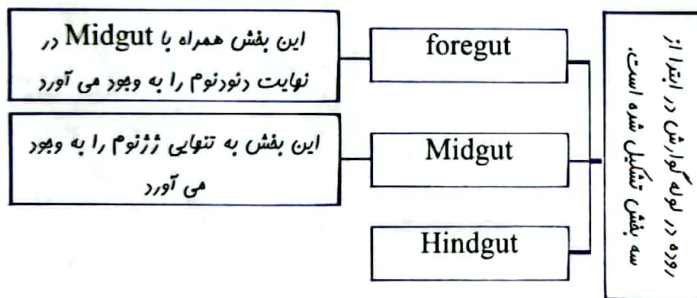 روده در لوله گوارش در ابتدا از
سه بخش تشکیل شده است.
foregut
این بخش همراه با Midgut در
نهایت دئودنوم را به وجود می آورد
Midgut
این بخش به تنهایی ژژنوم را به وجود
می آورد
Hindgut